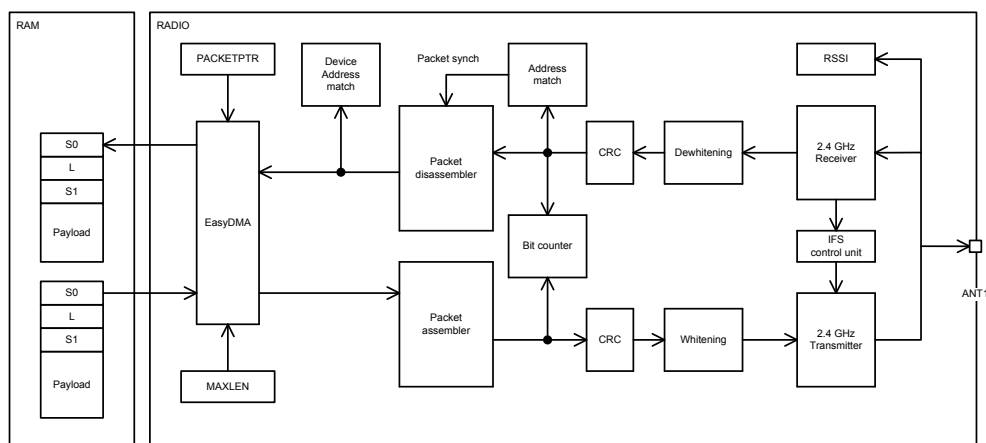 RAM
RADIO
PACKETPTR
Device
Address
match
Packet synch
Address
match
RSSI
S0
L
S1
Payload
EasyDMA
Packet
disassembler
CRC
Dewhitening
2.4 GHz
Receiver
Bit counter
IFS
control unit
ANT1
S0
L
S1
Payload
Packet
assembler
CRC
Whitening
2.4 GHz
Transmitter
MAXLEN